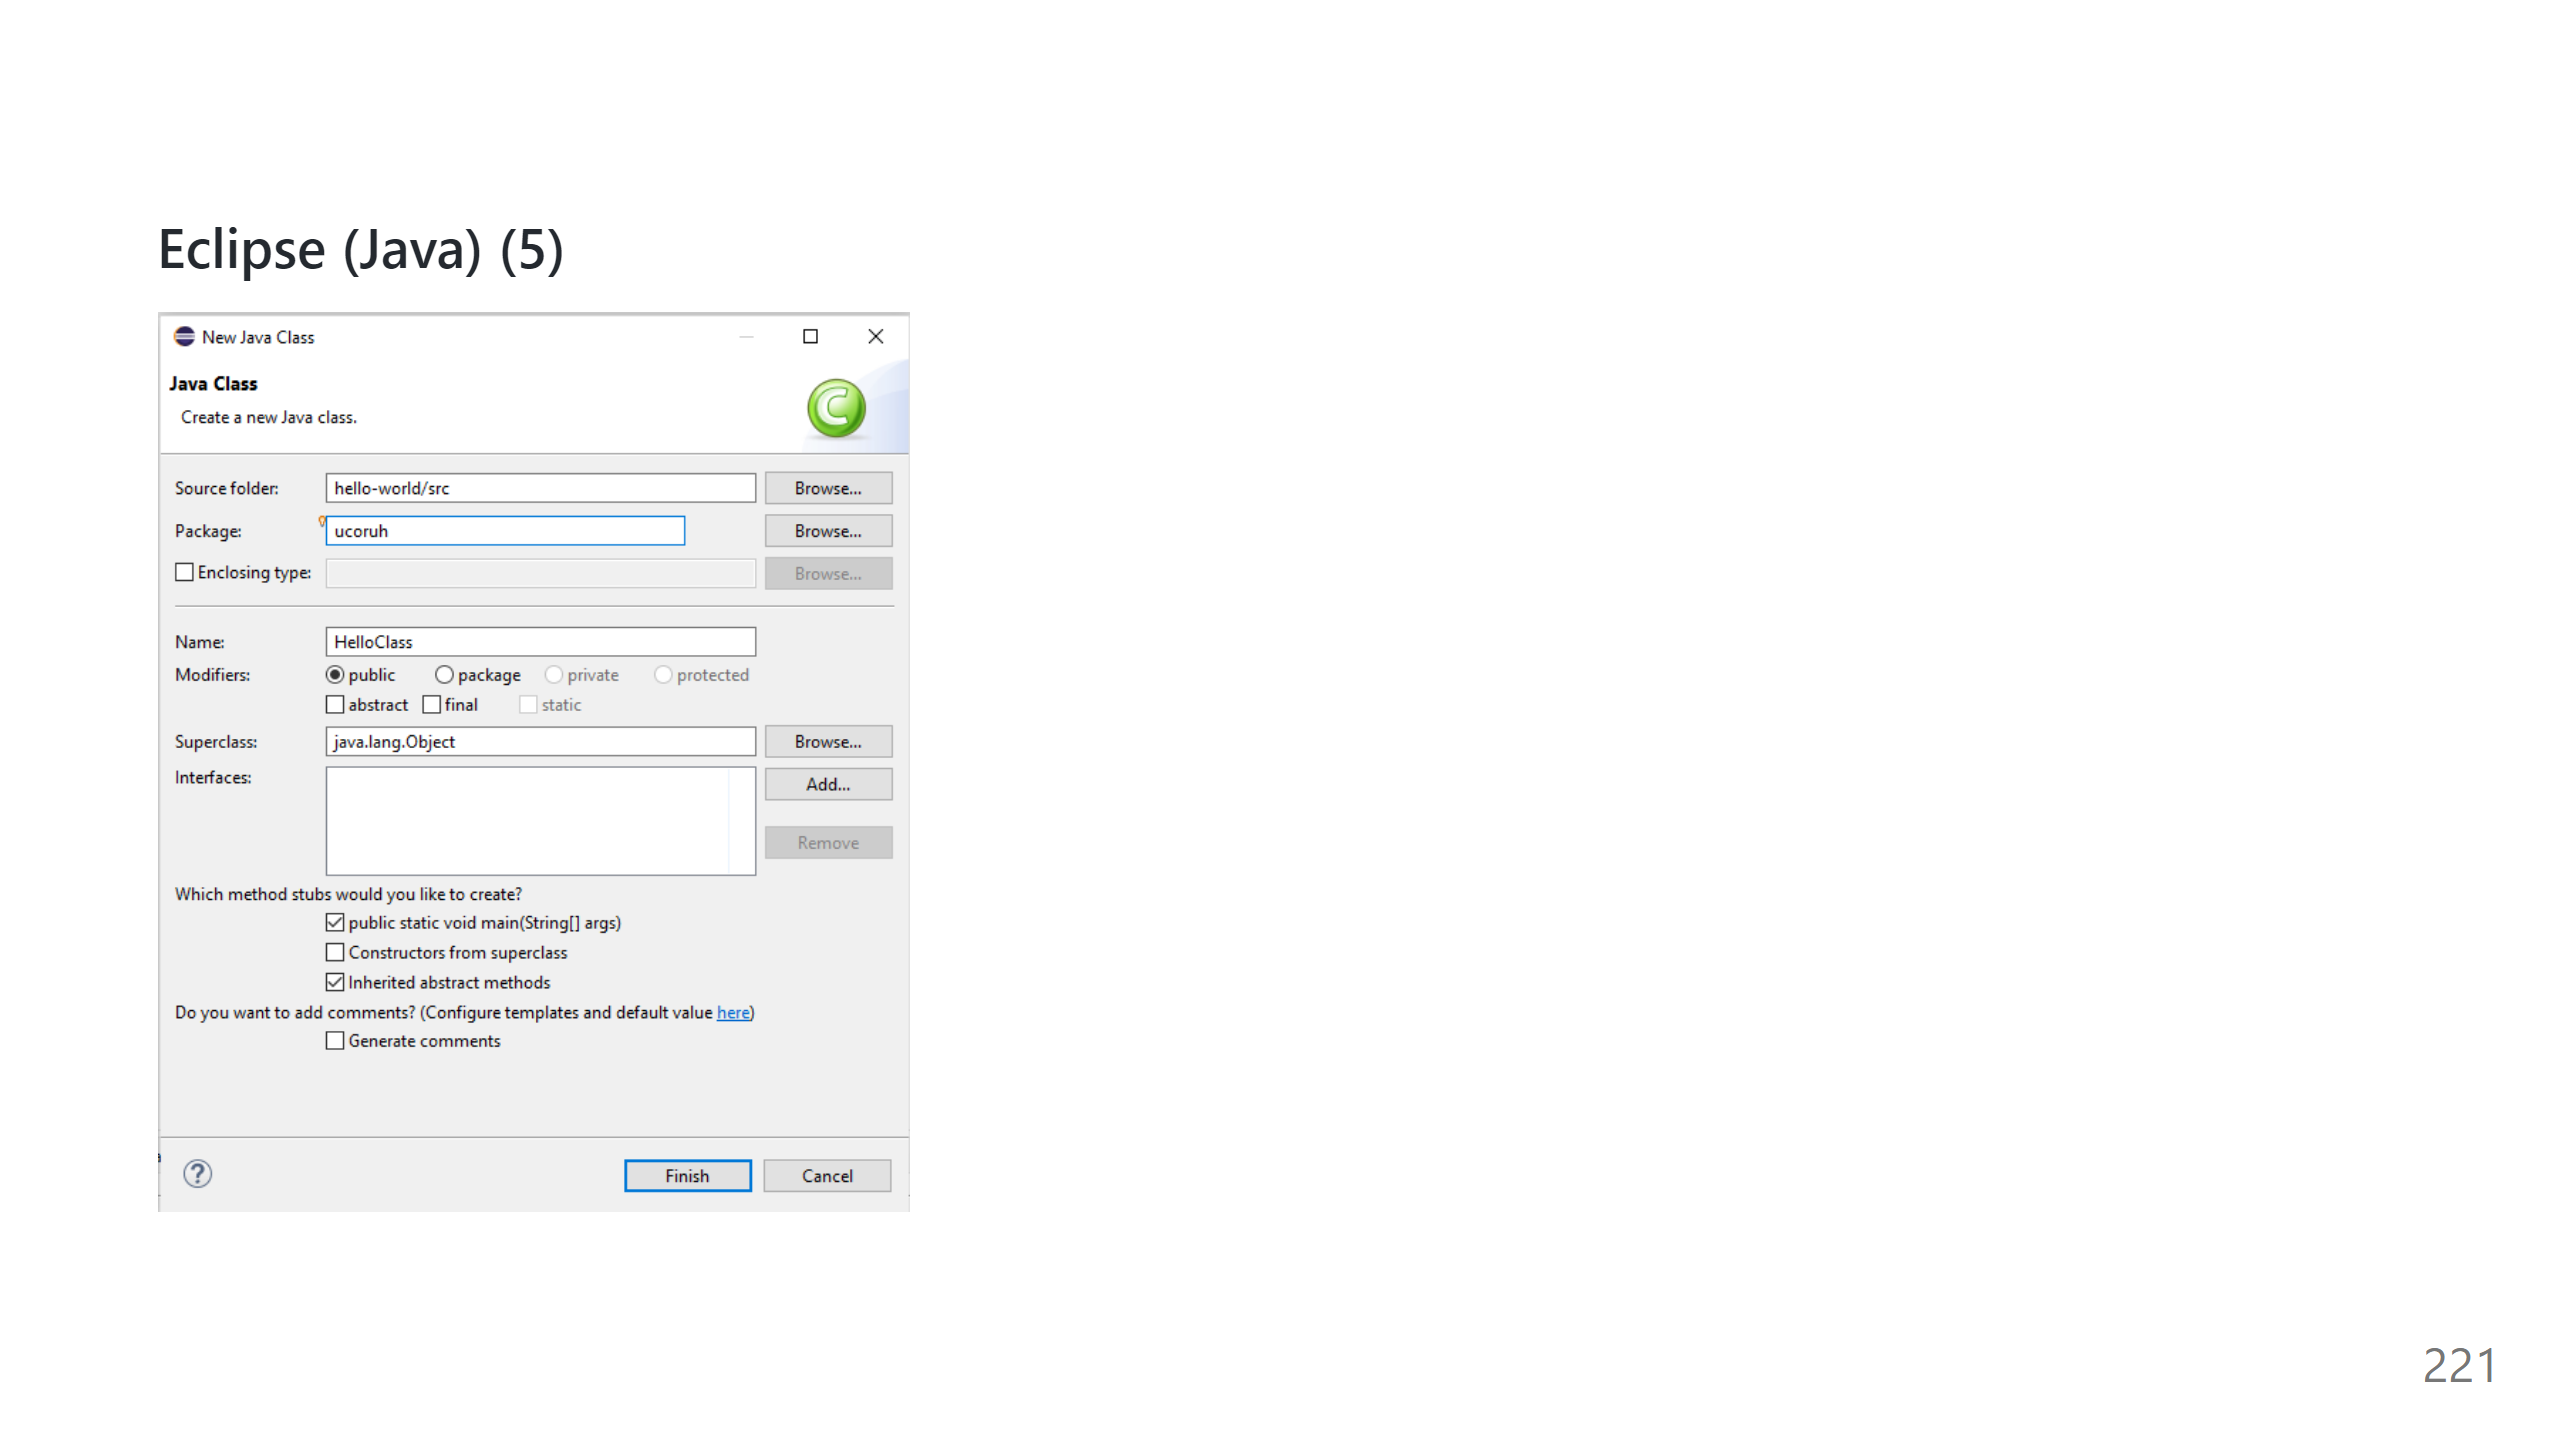 Eclipse (Java) (5)
New Java Class
Java Class
Create a new Java class.
Source folder: hello-world/src Browse...
Package: ucoruh Browse...
Enclosing type: Browse...
Name: HelloClass
Modifiers: public package private protected
abstract final static
Superclass: java.lang.Object Browse...
Interfaces: Add...
Remove
Which method stubs would you like to create?
public static void main(String[] args)
Constructors from superclass
Inherited abstract methods
Do you want to add comments? (Configure templates and default value here)
Generate comments
Finish Cancel
221